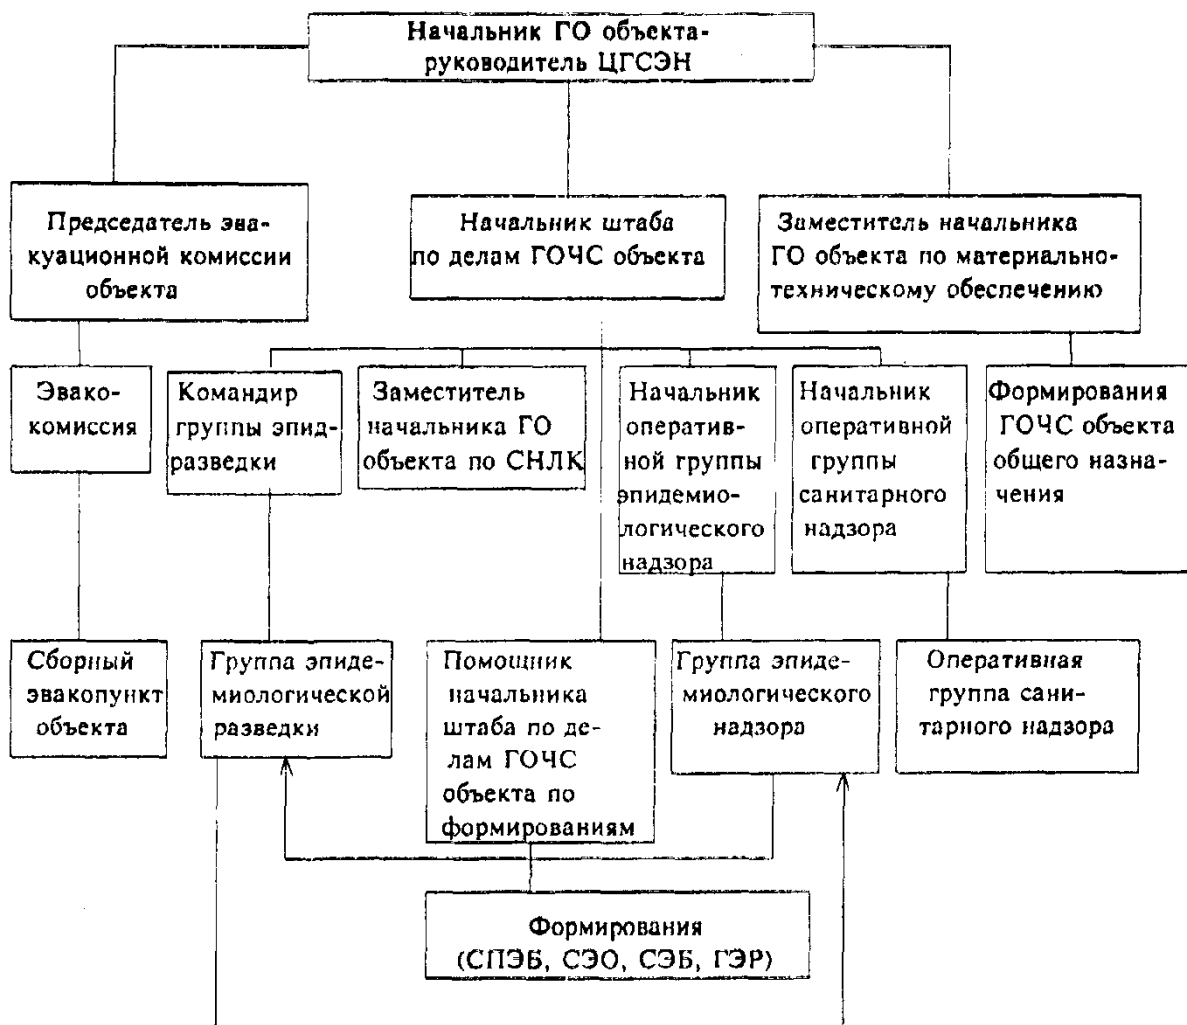 Начальник ГО объекта-
руководитель ЦГСЭН
Председатель эва-
куационной комиссии
объекта
Начальник штаба
по делам ГОЧС объекта
Заместитель начальника
ГО объекта по материально-
техническому обеспечению
Эвако-
комиссия
Командир
группы эпид-
разведки
Заместитель
начальника ГО
объекта по СНЛК
Начальник
оператив-
ной группы
эпидемио-
логического
надзора
Начальник
оперативной
группы
санитарного
надзора
Формирования
ГОЧС объекта
общего назна-
чения
Сборный
эвакопункт
объекта
Группа эпиде-
миологической
разведки
Помощник
начальника
штаба по де-
лам ГОЧС
объекта по
формированиям
Группа эпиде-
миологического
надзора
Оперативная
группа сани-
тарного надзора
Формирования
(СПЭБ, СЭО, СЭБ, ГЭР)